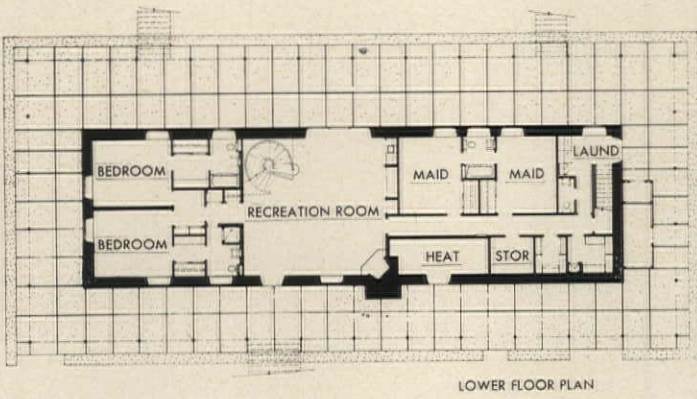 LAUND
BEDROOM
MAID
MAID
RECREATION ROOM
BEDROOM
HEAT
STOR
LOWER FLOOR PLAN